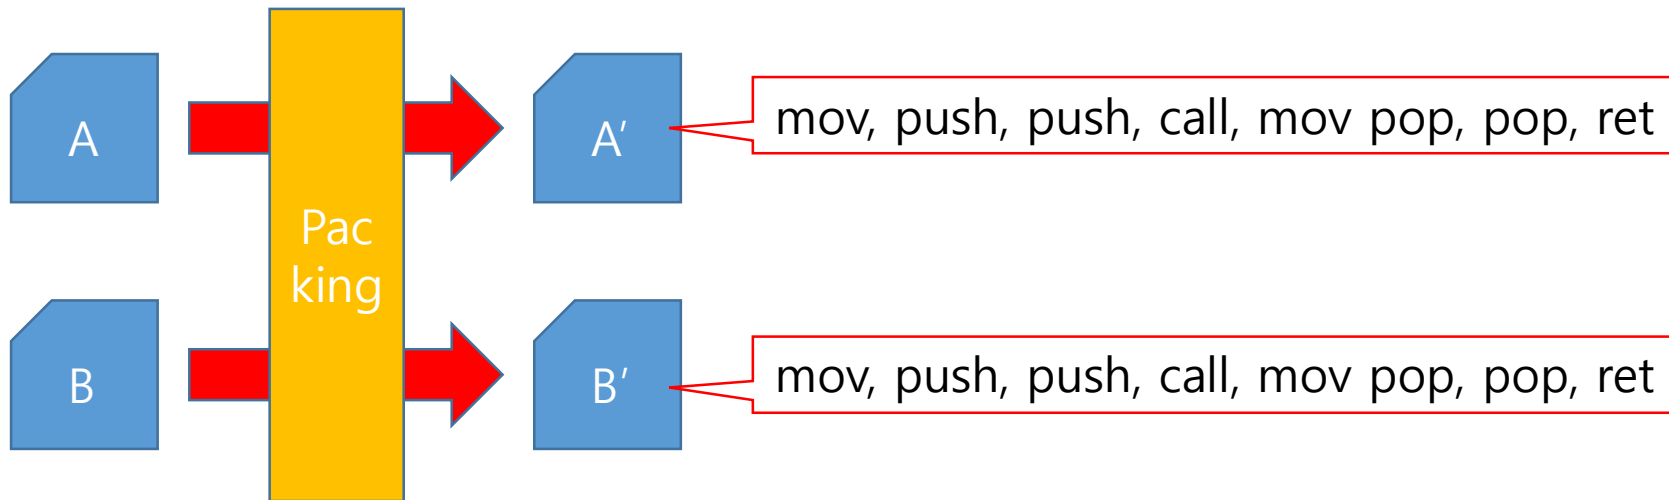 A
A′
mov, push, push, call, mov pop, pop, ret
Pac
king
B
B′
mov, push, push, call, mov pop, pop, ret